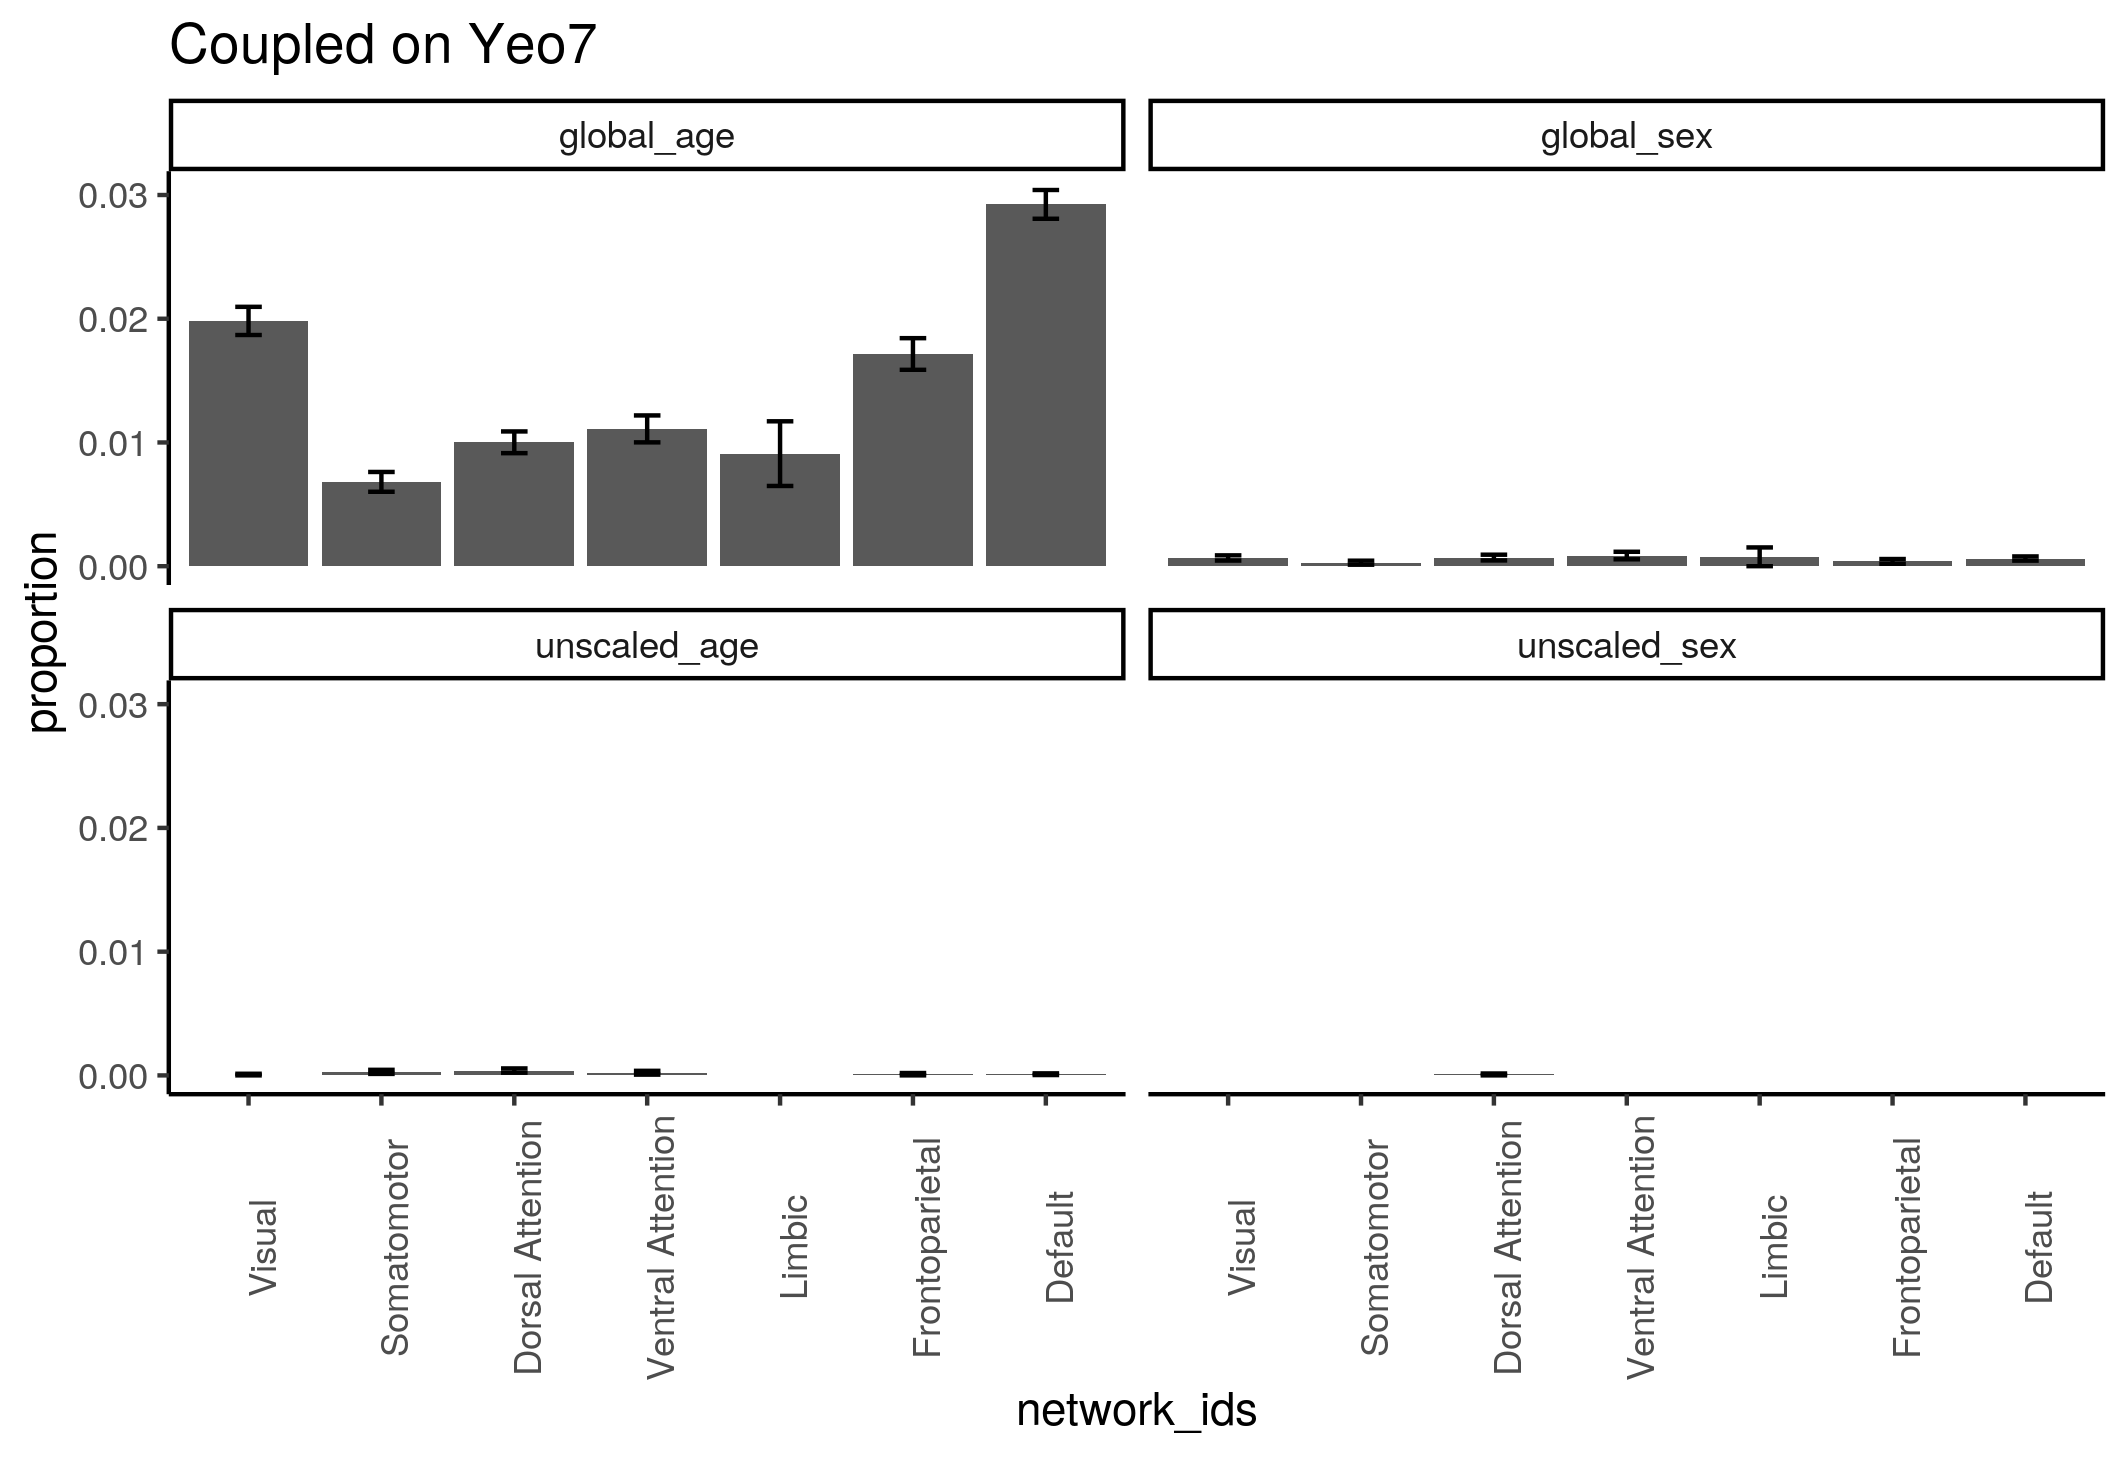 Coupled on Yeo7
global_age
global_sex
0.03
0.02
0.01
0.00
unscaled_age
unscaled_sex
0.03
0.02
0.01
0.00
proportion
Visual
Somatomotor
Dorsal Attention
Ventral Attention
Limbic
Frontoparietal
Default
Visual
Somatomotor
Dorsal Attention
Ventral Attention
Limbic
Frontoparietal
Default
network_ids